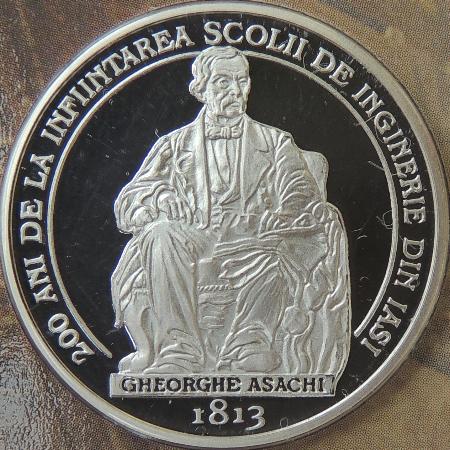 200 ANI DE LA INFIINTAREA SCOLII DE INGINERIE DIN IASI
GHEORGHE ASACHI
1813